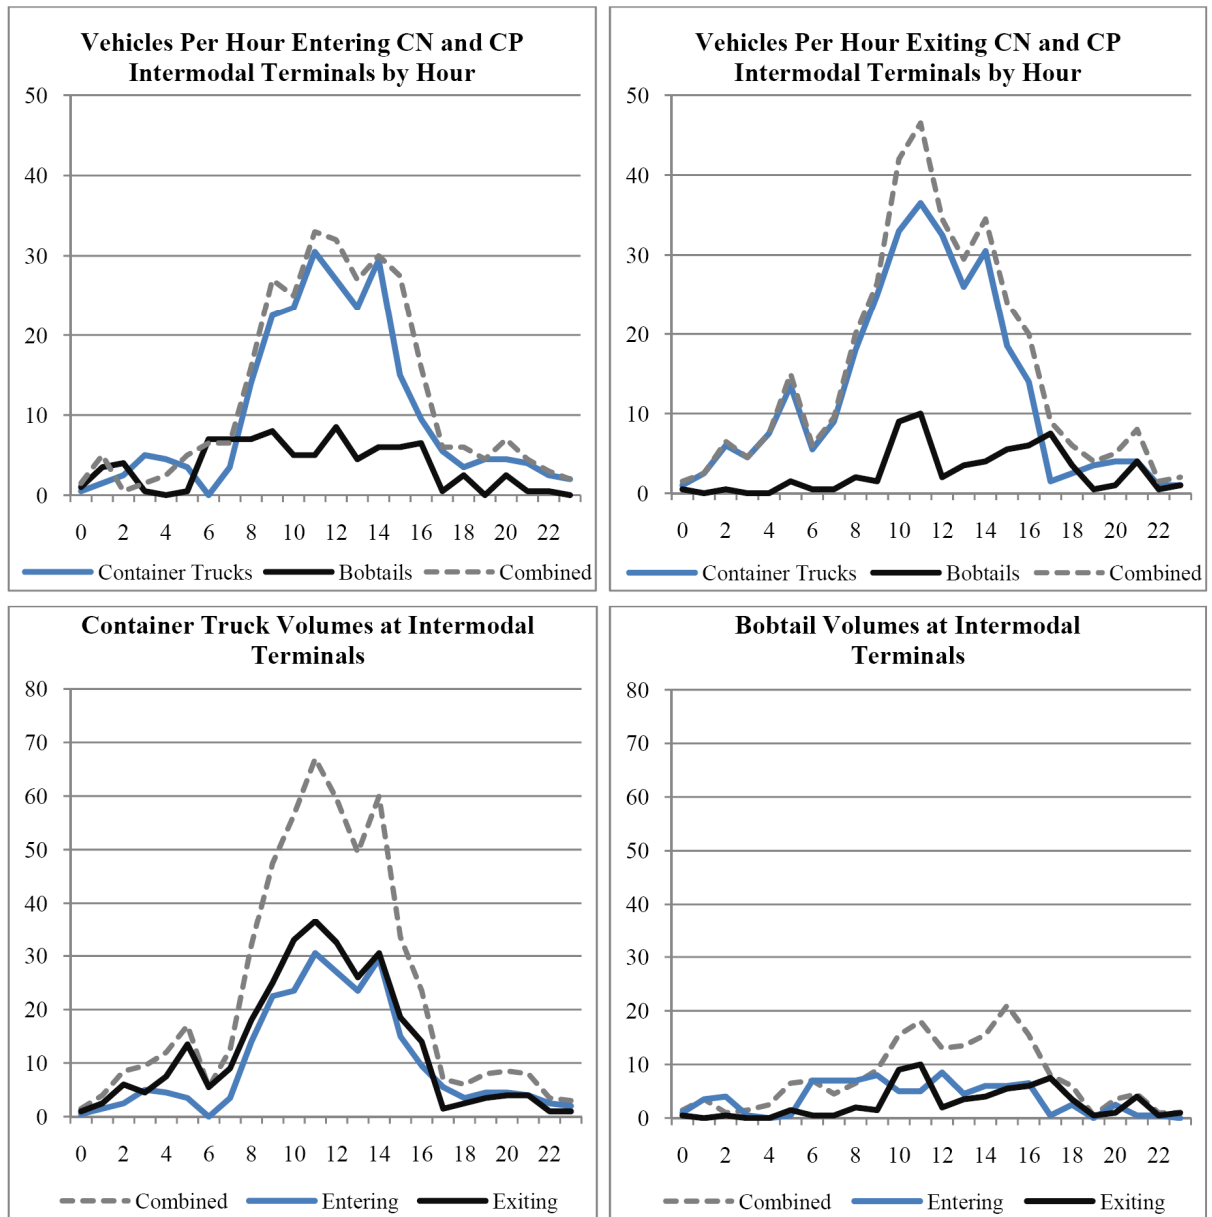 Vehicles Per Hour Entering CN and CP
Intermodal Terminals by Hour
50
40
30
20
10
0
0 2 4 6 8 10 12 14 16 18 20 22
Container Trucks Bobtails Combined
Vehicles Per Hour Exiting CN and CP
Intermodal Terminals by Hour
50
40
30
20
10
0
0 2 4 6 8 10 12 14 16 18 20 22
Container Trucks Bobtails Combined
Container Truck Volumes at Intermodal
Terminals
80
70
60
50
40
30
20
10
0
0 2 4 6 8 10 12 14 16 18 20 22
Combined Entering Exiting
Bobtail Volumes at Intermodal
Terminals
80
70
60
50
40
30
20
10
0
0 2 4 6 8 10 12 14 16 18 20 22
Combined Entering Exiting